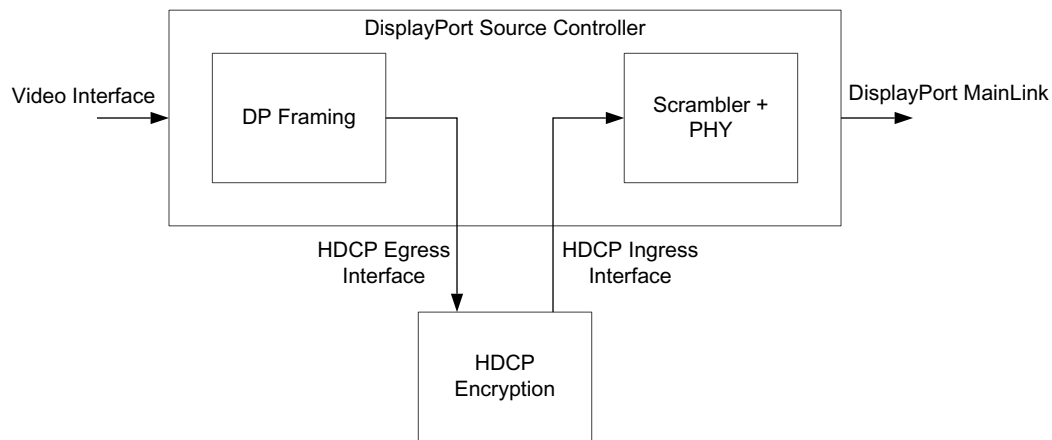 DisplayPort Source Controller
Video Interface
DP Framing
Scrambler +
PHY
DisplayPort MainLink
HDCP Egress
Interface
HDCP Ingress
Interface
HDCP
Encryption